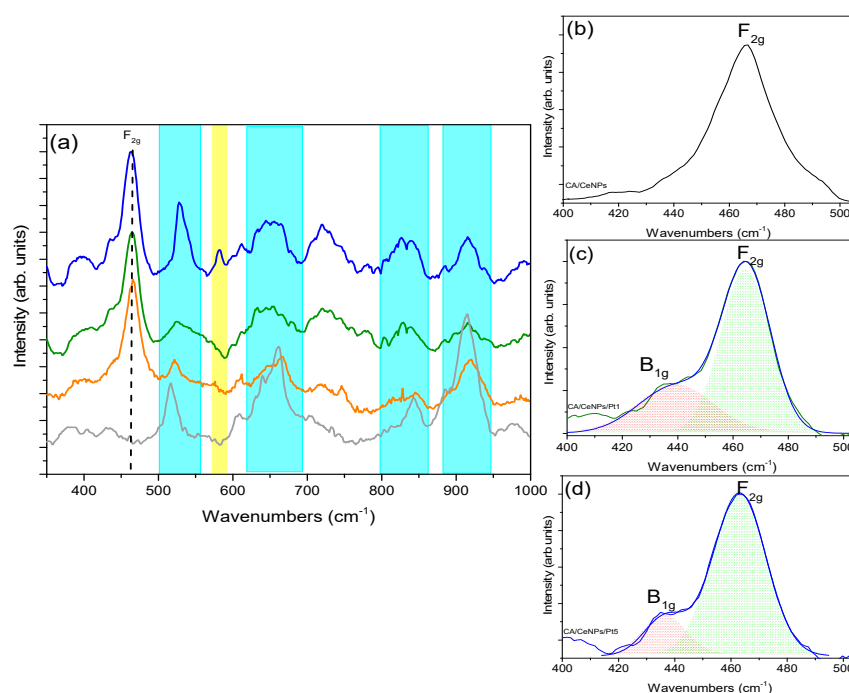 (a)
F2g
Intensity (arb. units)
400 500 600 700 800 900 1000
Wavenumbers (cm-1)
(b)
F2g
Intensity (arb. units)
CA/CeNPs
400 420 440 460 480 500
Wavenumbers (cm-1)
(c)
F2g
B1g
Intensity (arb. units)
CA/CeNPs/Pt1
400 420 440 460 480 500
Wavenumbers (cm-1)
(d)
F2g
B1g
Intensity (arb units)
CA/CeNPs/Pt5
400 420 440 460 480 500
Wavenumbers (cm-1)